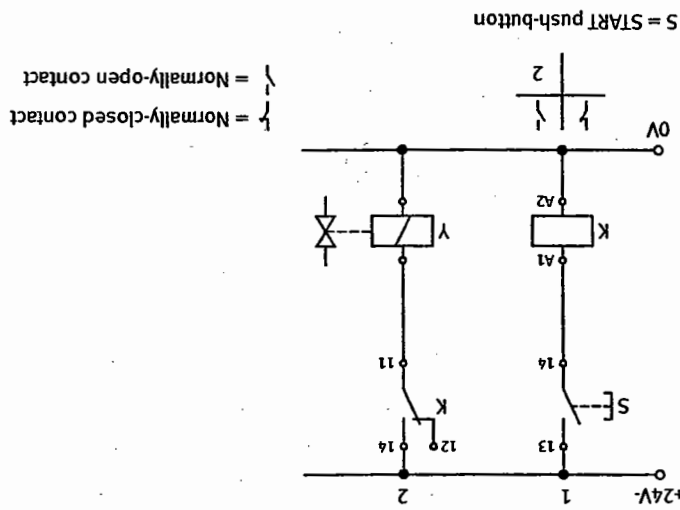 +24V-
1
2
13
14
12
S
K
14
11
A1
K
Y
A2
0V
2
= Normally-closed contact
= Normally-open contact
S = START push-button